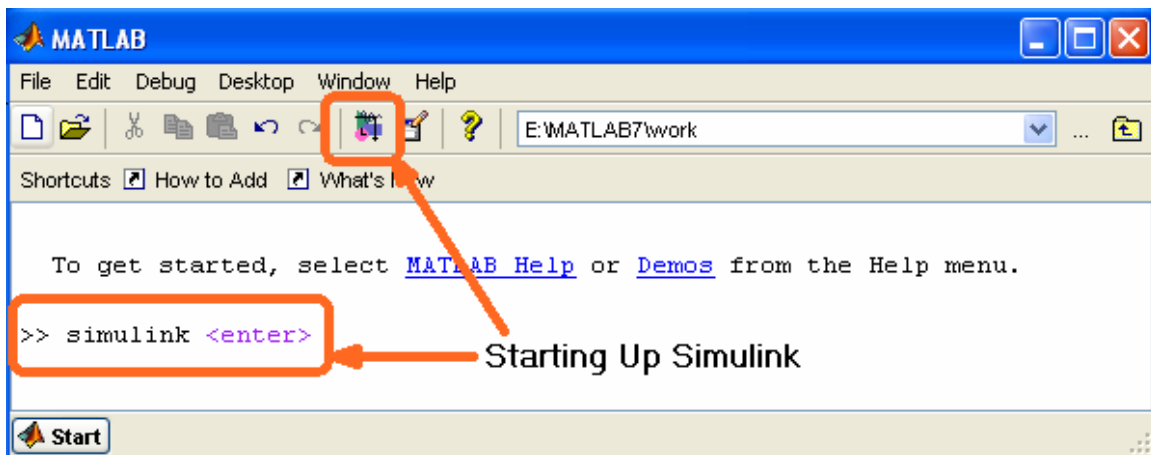 MATLAB
File Edit Debug Desktop Window Help
E:\MATLAB7\work ...
Shortcuts How to Add What's New
To get started, select MATLAB Help or Demos from the Help menu.
>> simulink <enter>
Starting Up Simulink
Start